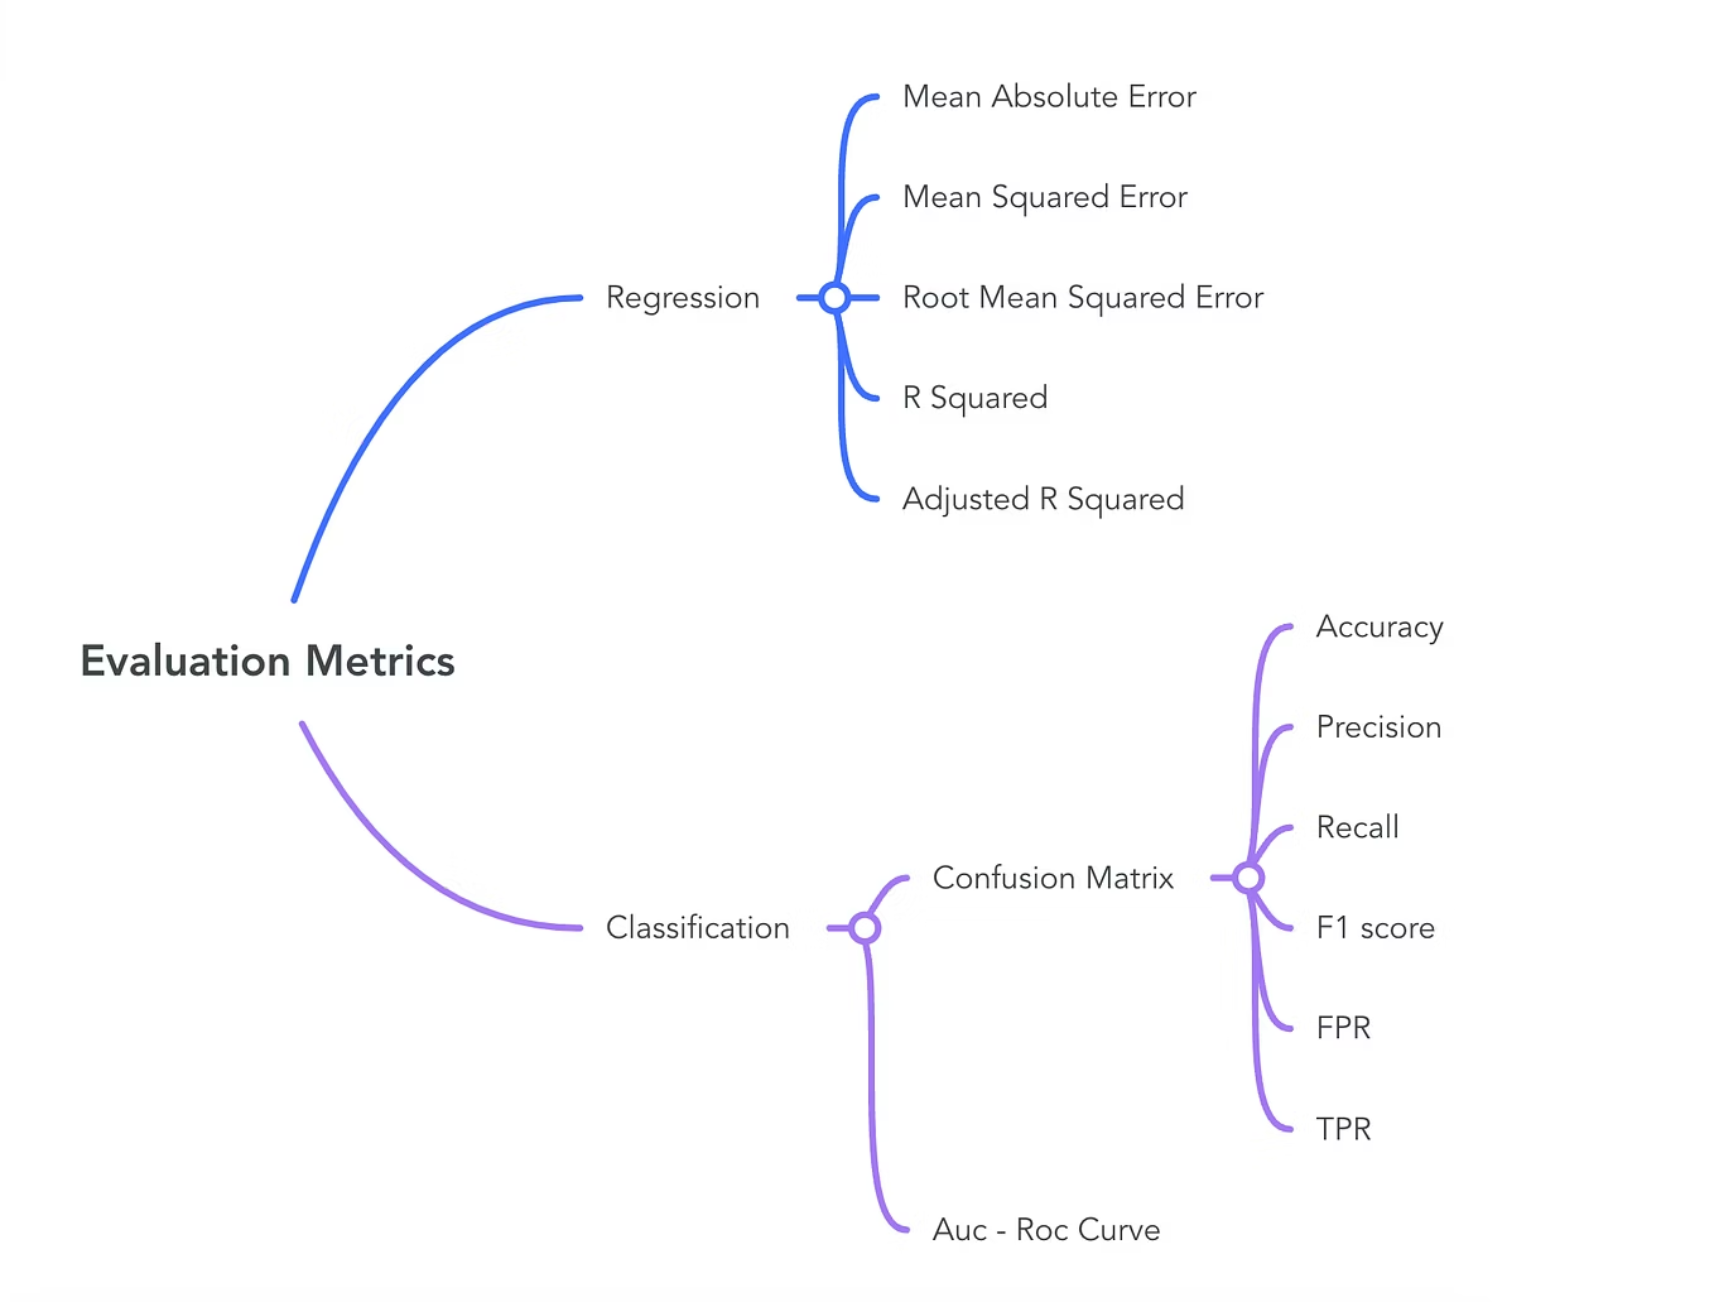 Evaluation Metrics
Regression
Mean Absolute Error
Mean Squared Error
Root Mean Squared Error
R Squared
Adjusted R Squared
Classification
Confusion Matrix
Accuracy
Precision
Recall
F1 score
FPR
TPR
Auc - Roc Curve